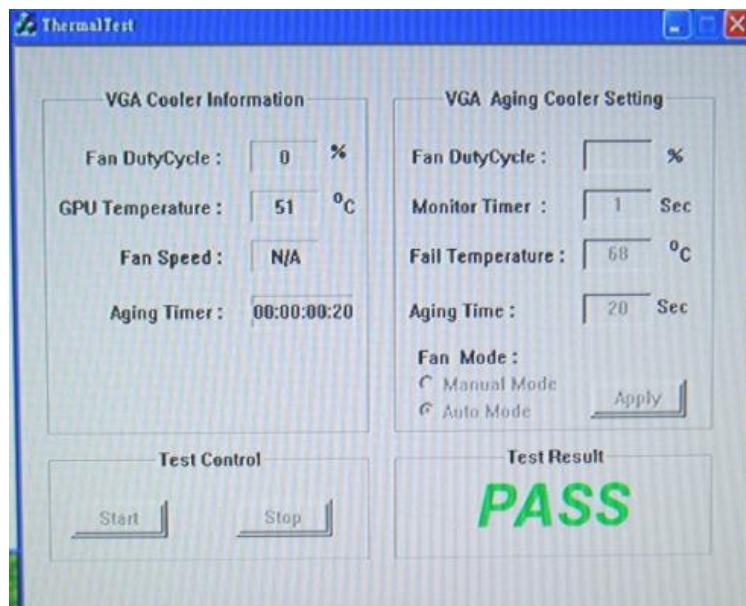 ThermalTest
VGA Cooler Information
Fan DutyCycle : 0 %
GPU Temperature : 51 °C
Fan Speed : N/A
Aging Timer : 00:00:00:20
VGA Aging Cooler Setting
Fan DutyCycle : %
Monitor Timer : 1 Sec
Fail Temperature : 68 °C
Aging Time : 20 Sec
Fan Mode :
Manual Mode
Auto Mode
Apply
Test Control
Start Stop
Test Result
PASS